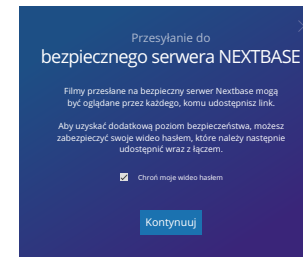 Przesyłanie do
bezpiecznego serwera NEXTBASE
Filmy przesłane na bezpieczny serwer Nextbase mogą
być oglądane przez każdego, komu udostępnisz link.
Aby uzyskać dodatkową poziom bezpieczeństwa, możesz
zabezpieczyć swoje wideo hasłem, które należy następnie
udostępnić wraz z łączem.
Chroń moje wideo hasłem
Kontynuuj